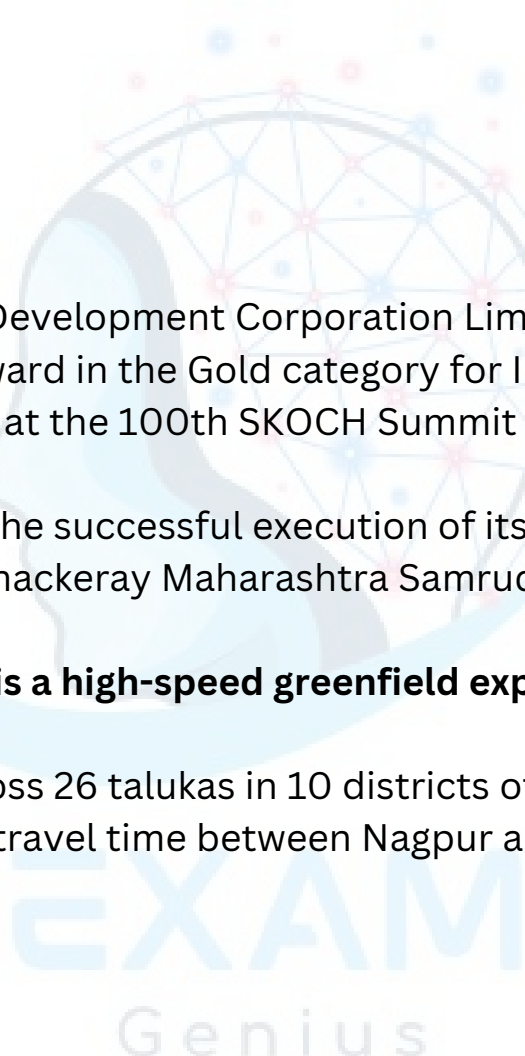 Development Corporation Lim
ard in the Gold category for I
at the 100th SKOCH Summit
he successful execution of its
hackeray Maharashtra Samruc
is a high-speed greenfield exp
oss 26 talukas in 10 districts of
travel time between Nagpur a
EXAM
Genius